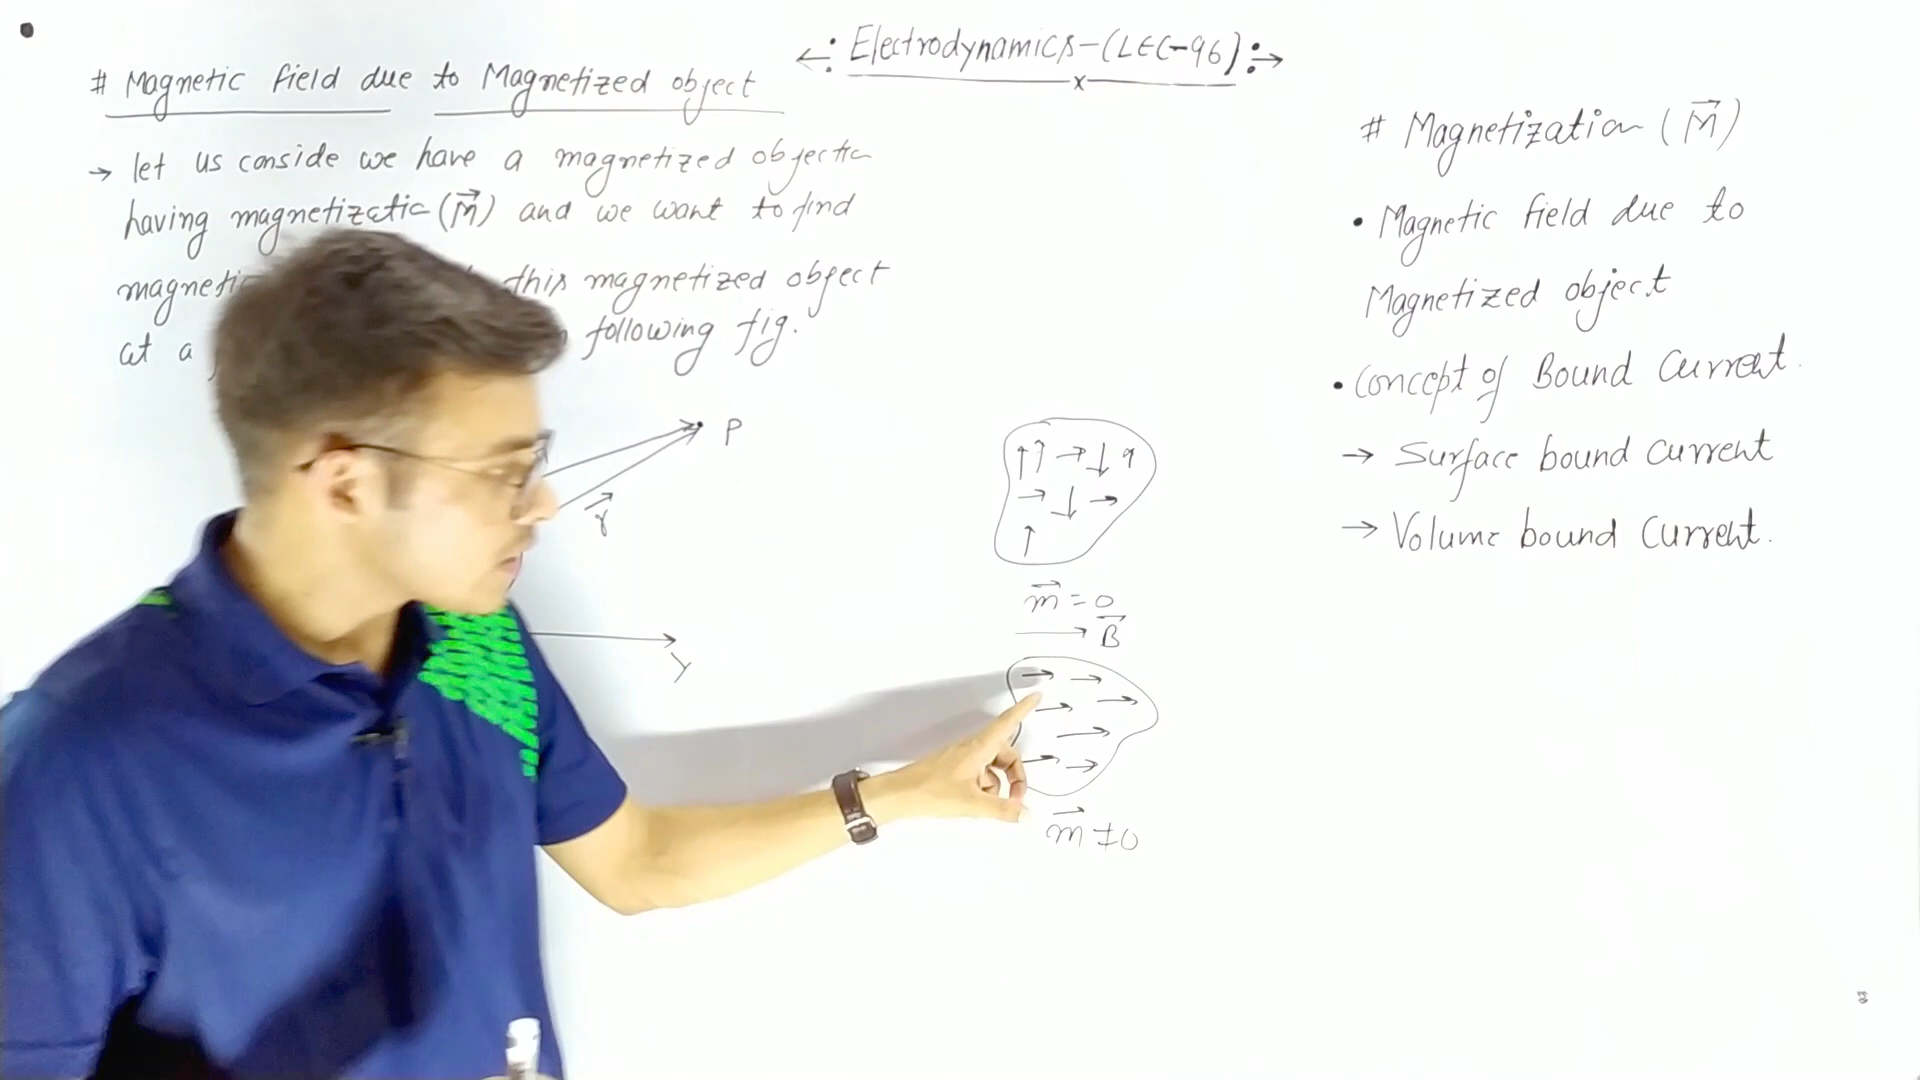 ←: Electrodynamics-(LEC-96):→
x
# Magnetic field due to Magnetized object
→ let us conside we have a magnetized objectic
having magnetizatic (M⃗) and we want to find
this magnetized object
at a following fig.
P
r⃗
y
m⃗ = 0
B⃗
m⃗ ≠ 0
# Magnetization (M⃗)
• Magnetic field due to
Magnetized object
• Concept of Bound Current.
→ Surface bound Current
→ Volume bound Current.